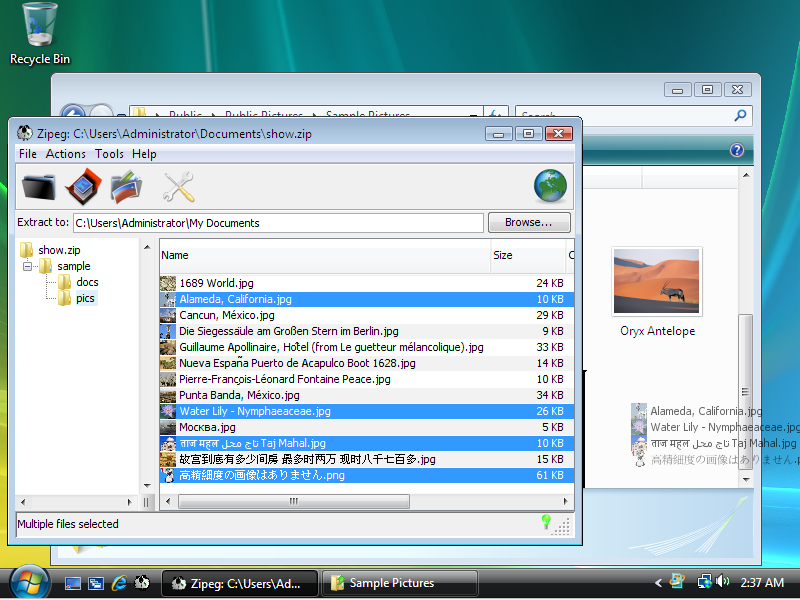 Recycle Bin
Public Public Pictures Sample Pictures
Search
Zipeg: C:\Users\Administrator\Documents\show.zip
File Actions Tools Help
Extract to: C:\Users\Administrator\My Documents Browse...
show.zip
sample
docs
pics
Name Size C
1689 World.jpg 24 KB
Alameda, California.jpg 10 KB
Cancun, México.jpg 29 KB
Die Siegessäule am Großen Stern im Berlin.jpg 9 KB
Guillaume Apollinaire, Hotel (from Le guetteur mélancolique).jpg 33 KB
Nueva España Puerto de Acapulco Boot 1628.jpg 14 KB
Pierre-François-Léonard Fontaine Peace.jpg 10 KB
Punta Banda, México.jpg 34 KB
Water Lily - Nymphaeaceae.jpg 26 KB
Москва.jpg 5 KB
ताज महल تاج محل Taj Mahal.jpg 10 KB
故宫到底有多少间房 最多时两万 现时八千七百多.jpg 15 KB
高精細度の画像はありません.png 61 KB
Multiple files selected
Oryx Antelope
Alameda, California.jpg
Water Lily - Nymphaeaceae.jpg
ताज महल تاج محل Taj Mahal.jpg
高精細度の画像はありません.p
Zipeg: C:\Users\Ad...
Sample Pictures
2:37 AM